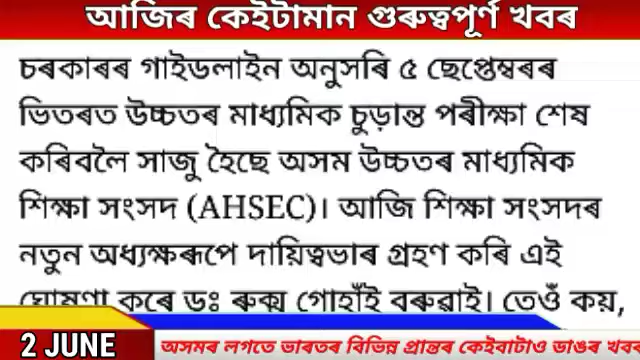 আজিৰ কেইটামান গুৰুত্বপূৰ্ণ খবৰ
চৰকাৰৰ গাইডলাইন অনুসৰি ৫ ছেপ্তেম্বৰৰ
ভিতৰত উচ্চতৰ মাধ্যমিক চুড়ান্ত পৰীক্ষা শেষ
কৰিবলৈ সাজু হৈছে অসম উচ্চতৰ মাধ্যমিক
শিক্ষা সংসদ (AHSEC)। আজি শিক্ষা সংসদৰ
নতুন অধ্যক্ষৰূপে দায়িত্বভাৰ গ্ৰহণ কৰি এই
ঘোষণা কৰে ডঃ ৰুক্ম গোহাঁই বৰুৱাই। তেওঁ কয়,
2 JUNE
অসমৰ লগতে ভাৰতৰ বিভিন্ন প্ৰান্তৰ কেইবাটাও ডাঙৰ খবৰ